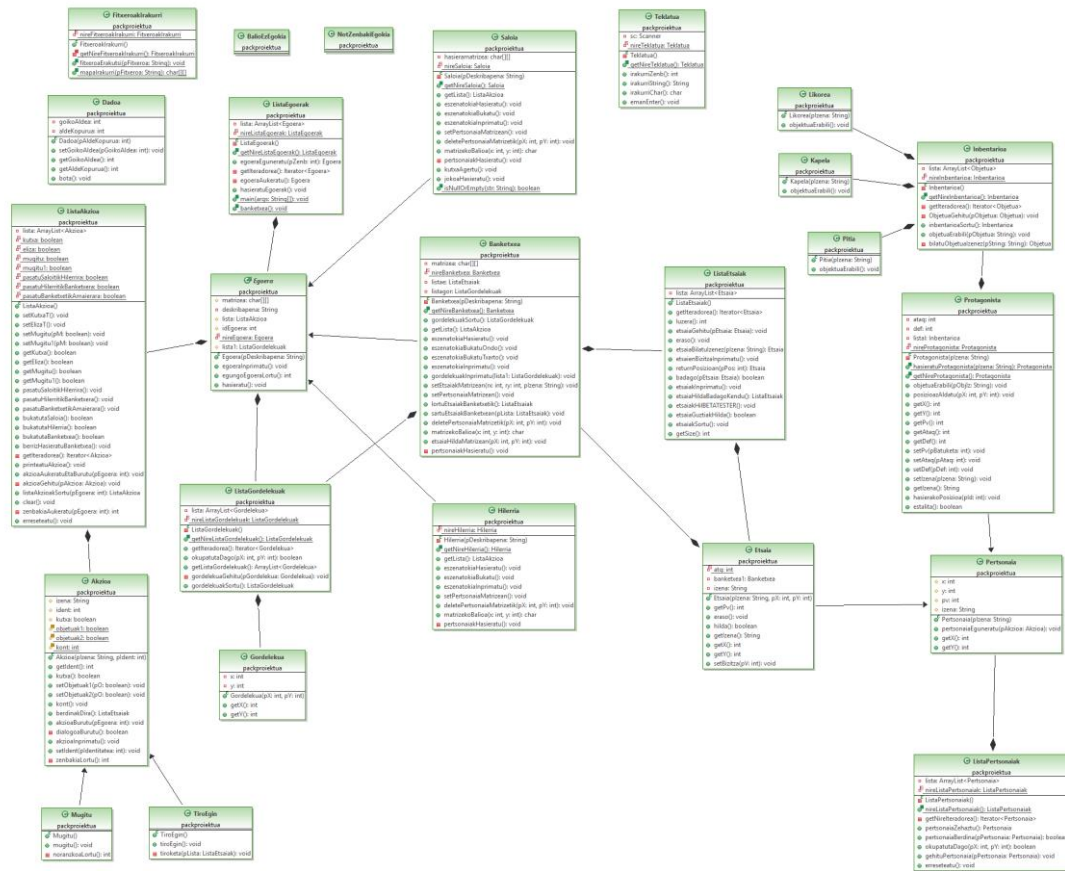 FitxeroakIrakurri
packproiektua
nireFitxeroakIrakurri: FitxeroakIrakurri
FitxeroakIrakurri()
getNireFitxeroakIrakurri(): FitxeroakIrakurri
fitxeroaErakutsi(pFitxeroa: String): void
mapaIrakurri(pFitxeroa: String): char[][]
BalioEzEgokia
packproiektua
NotZenbakiEgokia
packproiektua
Saloia
packproiektua
hasieramatrizea: char[][]
nireSaloia: Saloia
Saloia(pDeskribapena: String)
getNireSaloia(): Saloia
getLista(): ListaAkzioa
eszenatokiaHasieratu(): void
eszenatokiaBukatu(): void
eszenatokiaInprimatu(): void
setPertsonaiaMatrizean(): void
deletePertsonaiaMatrizetik(pX: int, pY: int): void
matrizekoBalioa(x: int, y: int): char
pertsonaiakHasieratu(): void
kutxaAgertu(): void
jokoaHasieratu(): void
isNullOrEmpty(str: String): boolean
Teklatua
packproiektua
sc: Scanner
nireTeklatua: Teklatua
Teklatua()
getNireTeklatua(): Teklatua
irakurriZenb(): int
irakurriString(): String
irakurriChar(): char
emanEnter(): void
Dadoa
packproiektua
goikoAldea: int
aldeKopurua: int
Dadoa(pAldeKopurua: int)
setGoikoAldea(pGoikoAldea: int): void
getGoikoAldea(): int
getAldeKopurua(): int
bota(): void
ListaEgoerak
packproiektua
lista: ArrayList<Egoera>
nireListaEgoerak: ListaEgoerak
ListaEgoerak()
getNireListaEgoerak(): ListaEgoerak
egoeraEguneratu(pZenb: int): Egoera
getIteradorea(): Iterator<Egoera>
egoeraAukeratu(): Egoera
hasieratuEgoerak(): void
main(args: String[]): void
banketxea(): void
Likorea
packproiektua
Likorea(pIzena: String)
objektuaErabili(): void
Kapela
packproiektua
Kapela(pIzena: String)
objektuaErabili(): void
Pitia
packproiektua
Pitia(pIzena: String)
objektuaErabili(): void
Inbentarioa
packproiektua
lista: ArrayList<Objetua>
nireInbentarioa: Inbentarioa
Inbentarioa()
getNireInbentarioa(): Inbentarioa
getIteradorea(): Iterator<Objetua>
ObjetuaGehitu(pObjetua: Objetua): void
inbentarioaSortu(): Inbentarioa
objetuaErabili(pObjetua: String): void
bilatuObjetuaIzenez(pString: String): Objetua
ListaAkzioa
packproiektua
lista: ArrayList<Akzioa>
kutxa: boolean
eliza: boolean
mugitu: boolean
mugitu1: boolean
pasatuSaloitikHilerria: boolean
pasatuHilerritikBanketxera: boolean
pasatuBanketxetikAmaierara: boolean
ListaAkzioa()
setKutxaT(): void
setElizaT(): void
setMugitu(pM: boolean): void
setMugitu1(pM: boolean): void
getKutxa(): boolean
getEliza(): boolean
getMugitu(): boolean
getMugitu1(): boolean
pasatuSaloitikHilerrira(): void
pasatuHilerritikBanketxera(): void
pasatuBanketxetikAmaierara(): void
bukatutaSaloia(): boolean
bukatutaHilerria(): boolean
bukatutaBanketxea(): boolean
berrizHasieratuBanketxea(): void
getIteradorea(): Iterator<Akzioa>
printeatuAkzioa(): void
akzioaAukeratuEtaBurutu(pEgoera: int): void
akzioaGehitu(pAkzioa: Akzioa): void
listaAkzioakSortu(pEgoera: int): ListaAkzioa
clear(): void
zenbakiaAukeratu(pEgoera: int): int
erreseteatu(): void
Egoera
packproiektua
matrizea: char[][]
deskribapena: String
lista: ListaAkzioa
idEgoera: int
nireEgoera: Egoera
lista1: ListaGordelekuak
Egoera(pDeskribapena: String)
egoeraInprimatu(): void
egungoEgoeraLortu(): int
hasieratu(): void
Banketxea
packproiektua
matrizea: char[][]
nireBanketxea: Banketxea
listae: ListaEtsaiak
listagor: ListaGordelekuak
Banketxea(pDeskribapena: String)
getNireBanketxea(): Banketxea
gordelekuakSortu(): ListaGordelekuak
getLista(): ListaAkzioa
eszenatokiaHasieratu(): void
eszenatokiaBukatuOndo(): void
eszenatokiaBukatuTxarto(): void
eszenatokiaInprimatu(): void
gordelekuakInprimatu(lista1: ListaGordelekuak): void
setEtsaiakMatrizean(x: int, y: int, pIzena: String): void
setPertsonaiaMatrizean(): void
lortuEtsaiakBanketxetik(): ListaEtsaiak
sartuEtsaiakBanketxean(pLista: ListaEtsaiak): void
deletePertsonaiaMatrizetik(pX: int, pY: int): void
matrizekoBalioa(x: int, y: int): char
etsaiaHildaMatrizean(pX: int, pY: int): void
pertsonaiakHasieratu(): void
ListaEtsaiak
packproiektua
lista: ArrayList<Etsaia>
ListaEtsaiak()
getIteradorea(): Iterator<Etsaia>
luzera(): int
etsaiaGehitu(pEtsaia: Etsaia): void
eraso(): void
etsaiaBilatuIzenez(pIzena: String): Etsaia
etsaienBizitzaInprimatu(): void
returnPosizioan(pPos: int): Etsaia
badago(pEtsaia: Etsaia): boolean
etsaiakInprimatu(): void
etsaiaHildaBadagoKendu(): ListaEtsaiak
etsaiakHilBETATESTER(): void
etsaiaGuztiakHilda(): boolean
etsaiakSortu(): void
getSize(): int
Protagonista
packproiektua
ataq: int
def: int
lista1: Inbentarioa
nireProtagonista: Protagonista
Protagonista(pIzena: String)
hasieratuProtagonista(pIzena: String): Protagonista
getNireProtagonista(): Protagonista
objetuaErabili(pObjIz: String): void
posizioaAldatu(pX: int, pY: int): void
getX(): int
getY(): int
getPv(): int
getAtaq(): int
getDef(): int
setPv(pBatuketa: int): void
setAtaq(pAtaq: int): void
setDef(pDef: int): void
setIzena(pIzena: String): void
getIzena(): String
hasierakoPosizioa(pId: int): void
estalita(): boolean
ListaGordelekuak
packproiektua
lista: ArrayList<Gordelekua>
nireListaGordelekuak: ListaGordelekuak
ListaGordelekuak()
getNireListaGordelekuak(): ListaGordelekuak
getIteradorea(): Iterator<Gordelekua>
okupatutaDago(pX: int, pY: int): boolean
getListaGordelekuak(): ArrayList<Gordelekua>
gordelekuaGehitu(pGordelekua: Gordelekua): void
gordelekuakSortu(): ListaGordelekuak
Hilerria
packproiektua
nireHilerria: Hilerria
Hilerria(pDeskribapena: String)
getNireHilerria(): Hilerria
getLista(): ListaAkzioa
eszenatokiaHasieratu(): void
eszenatokiaBukatu(): void
eszenatokiaInprimatu(): void
setPertsonaiaMatrizean(): void
deletePertsonaiaMatrizetik(pX: int, pY: int): void
matrizekoBalioa(x: int, y: int): char
pertsonaiakHasieratu(): void
Etsaia
packproiektua
atq: int
banketxea1: Banketxea
izena: String
Etsaia(pIzena: String, pX: int, pY: int)
getPv(): int
eraso(): void
hilda(): boolean
getIzena(): String
getX(): int
getY(): int
setBizitza(pV: int): void
Pertsonaia
packproiektua
x: int
y: int
pv: int
izena: String
Pertsonaia(pIzena: String)
pertsonaiaEguneratu(pAkzioa: Akzioa): void
getX(): int
getY(): int
Akzioa
packproiektua
izena: String
ident: int
kutxa: boolean
objetuak1: boolean
objetuak2: boolean
kont: int
Akzioa(pIzena: String, pIdent: int)
getIdent(): int
kutxa(): boolean
setObjetuak1(pO: boolean): void
setObjetuak2(pO: boolean): void
kont(): void
berdinakDira(): ListaEtsaiak
akzioaBurutu(pEgoera: int): void
dialogoaBurutu(): boolean
akzioaInprimatu(): void
setIdent(pIdentitatea: int): void
zenbakiaLortu(): int
Gordelekua
packproiektua
x: int
y: int
Gordelekua(pX: int, pY: int)
getX(): int
getY(): int
Mugitu
packproiektua
Mugitu()
mugitu(): void
noranzkoaLortu(): int
TiroEgin
packproiektua
TiroEgin()
tiroEgin(): void
tiroketa(pLista: ListaEtsaiak): void
ListaPertsonaiak
packproiektua
lista: ArrayList<Pertsonaia>
nireListaPertsonaiak: ListaPertsonaiak
ListaPertsonaiak()
getNireListaPertsonaiak(): ListaPertsonaiak
getNireIteradorea(): Iterator<Pertsonaia>
pertsonaiaZehaztu(): Pertsonaia
pertsonaiaBerdina(pPertsonaia: Pertsonaia): boolean
okupatutaDago(pX: int, pY: int): boolean
gehituPertsonaia(pPertsonaia: Pertsonaia): void
erreseteatu(): void